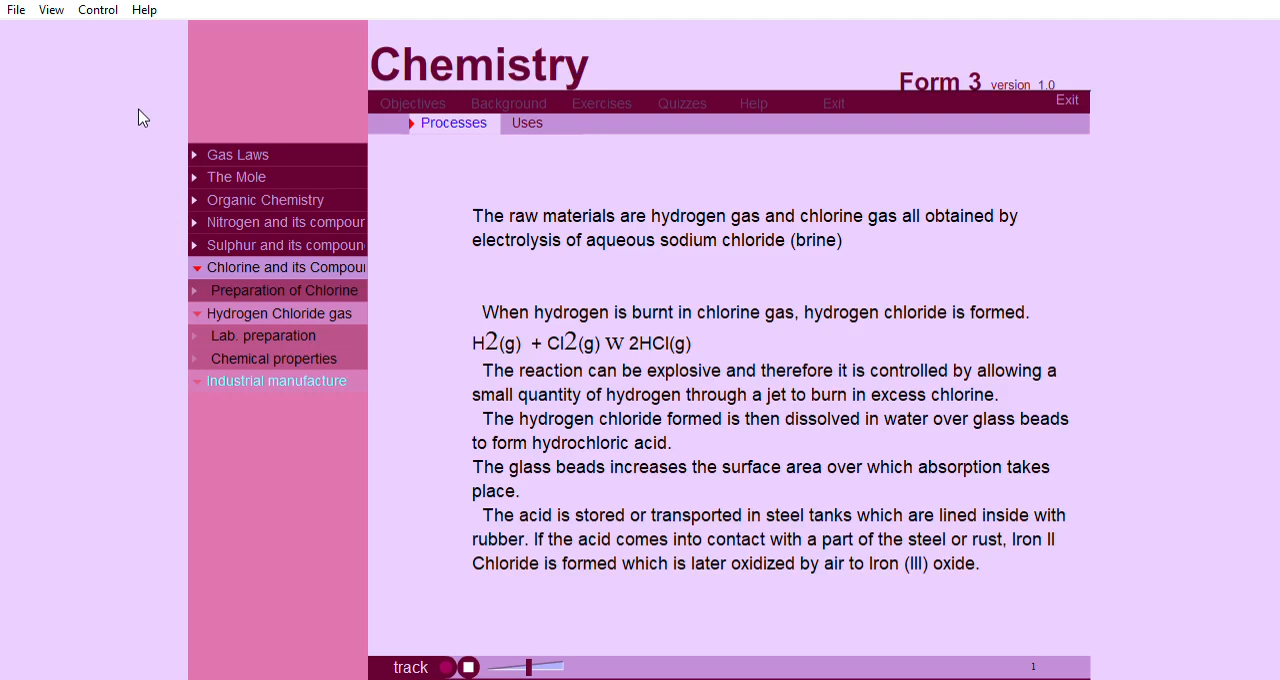 File View Control Help
Chemistry
Form 3 version 1.0
Objectives Background Exercises Quizzes Help Exit Exit
Processes Uses
Gas Laws
The Mole
Organic Chemistry
Nitrogen and its compour
Sulphur and its compoun
Chlorine and its Compou
Preparation of Chlorine
Hydrogen Chloride gas
Lab. preparation
Chemical properties
Industrial manufacture
The raw materials are hydrogen gas and chlorine gas all obtained by
electrolysis of aqueous sodium chloride (brine)
When hydrogen is burnt in chlorine gas, hydrogen chloride is formed.
H2(g) + Cl2(g) w 2HCl(g)
The reaction can be explosive and therefore it is controlled by allowing a
small quantity of hydrogen through a jet to burn in excess chlorine.
The hydrogen chloride formed is then dissolved in water over glass beads
to form hydrochloric acid.
The glass beads increases the surface area over which absorption takes
place.
The acid is stored or transported in steel tanks which are lined inside with
rubber. If the acid comes into contact with a part of the steel or rust, Iron II
Chloride is formed which is later oxidized by air to Iron (III) oxide.
track 1